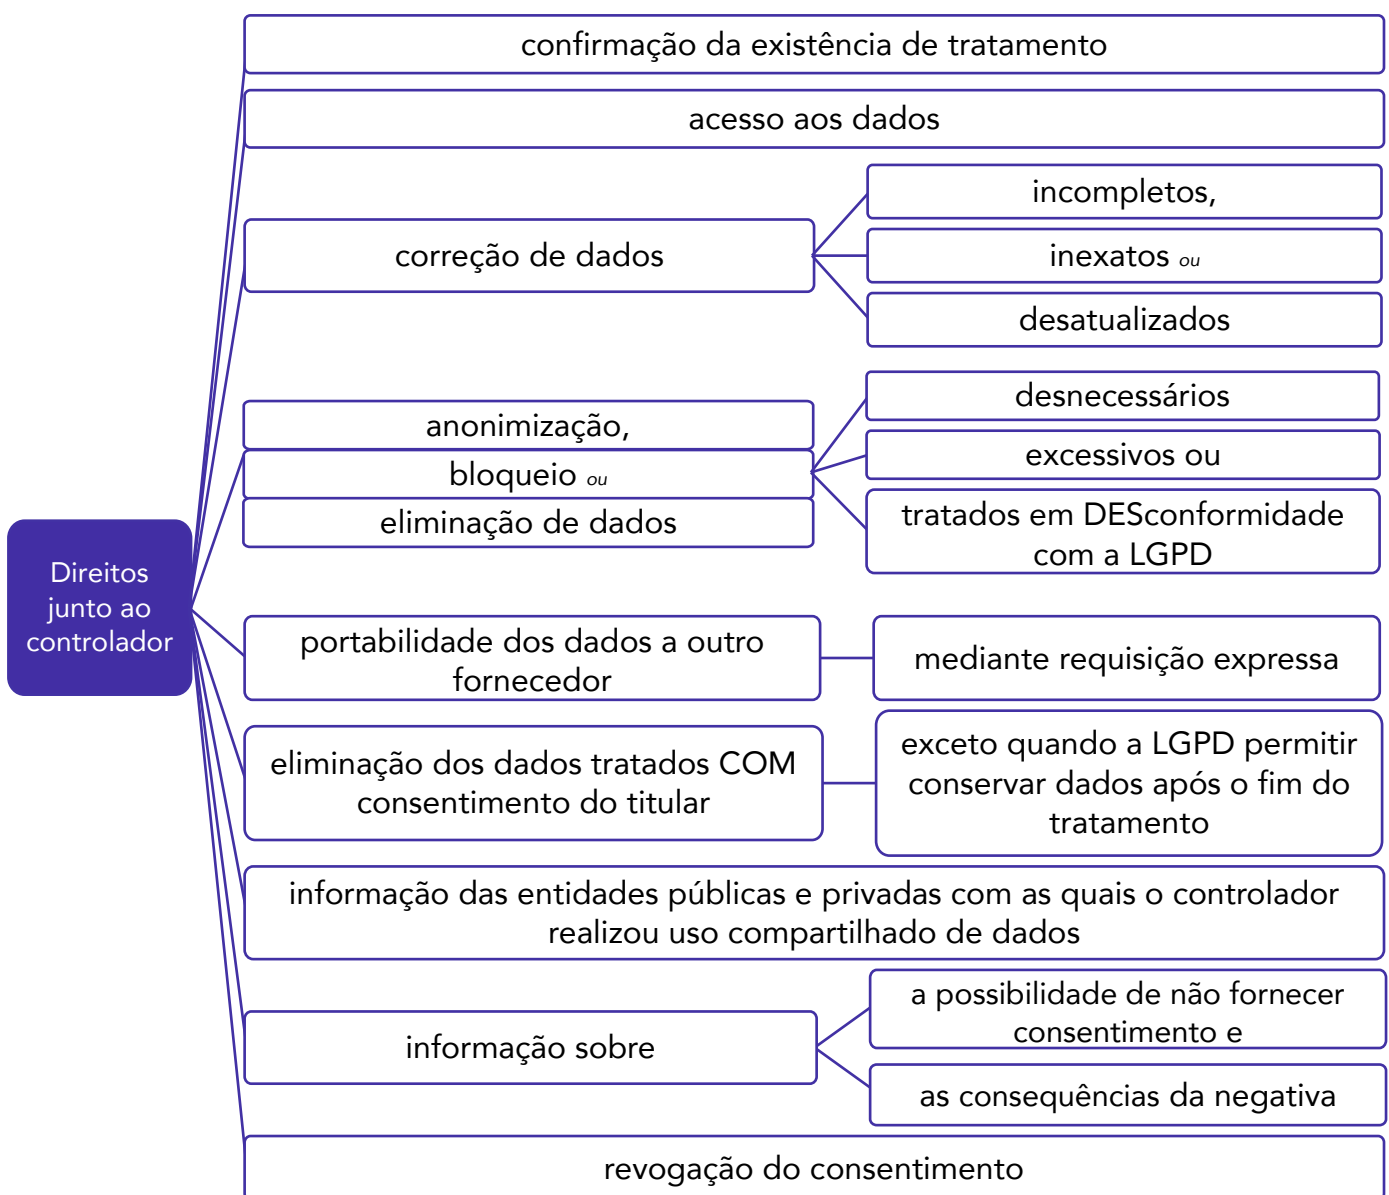 confirmação da existência de tratamento
acesso aos dados
correção de dados
incompletos,
inexatos ou
desatualizados
anonimização,
bloqueio ou
eliminação de dados
desnecessários
excessivos ou
tratados em DESconformidade
com a LGPD
Direitos
junto ao
controlador
portabilidade dos dados a outro
fornecedor
mediante requisição expressa
eliminação dos dados tratados COM
consentimento do titular
exceto quando a LGPD permitir
conservar dados após o fim do
tratamento
informação das entidades públicas e privadas com as quais o controlador
realizou uso compartilhado de dados
informação sobre
a possibilidade de não fornecer
consentimento e
as consequências da negativa
revogação do consentimento